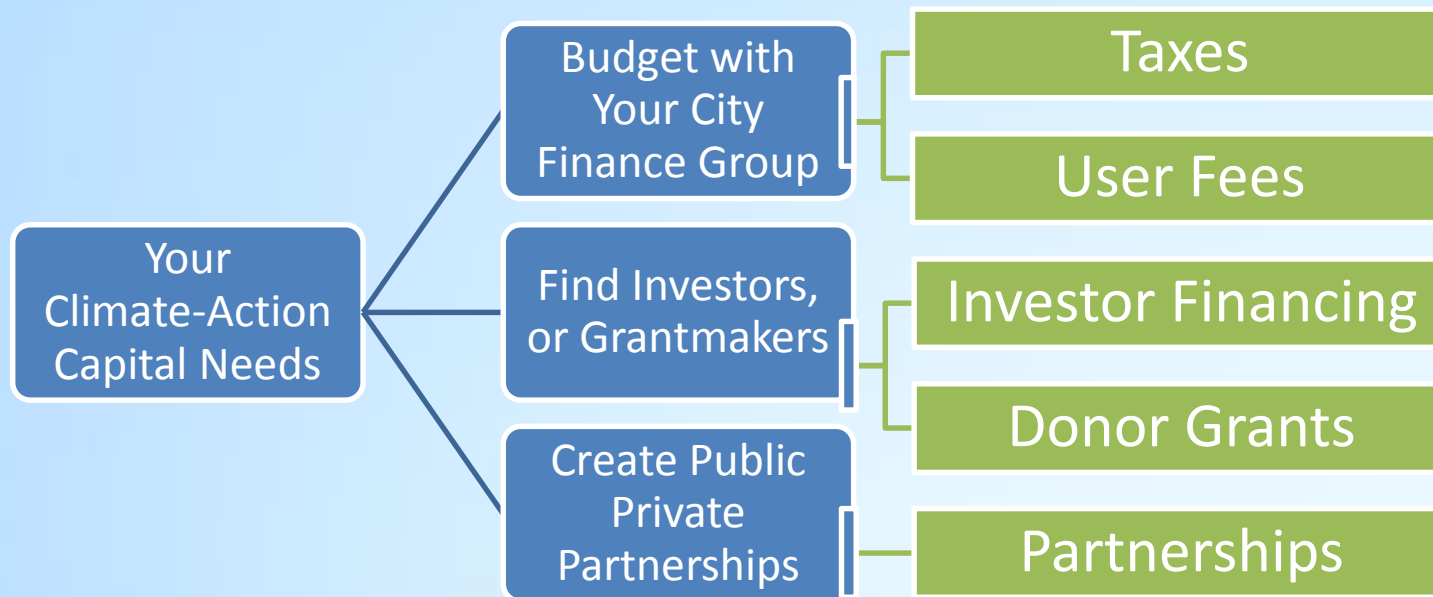 Your
Climate-Action
Capital Needs
Budget with
Your City
Finance Group
Taxes
User Fees
Find Investors,
or Grantmakers
Investor Financing
Donor Grants
Create Public
Private
Partnerships
Partnerships